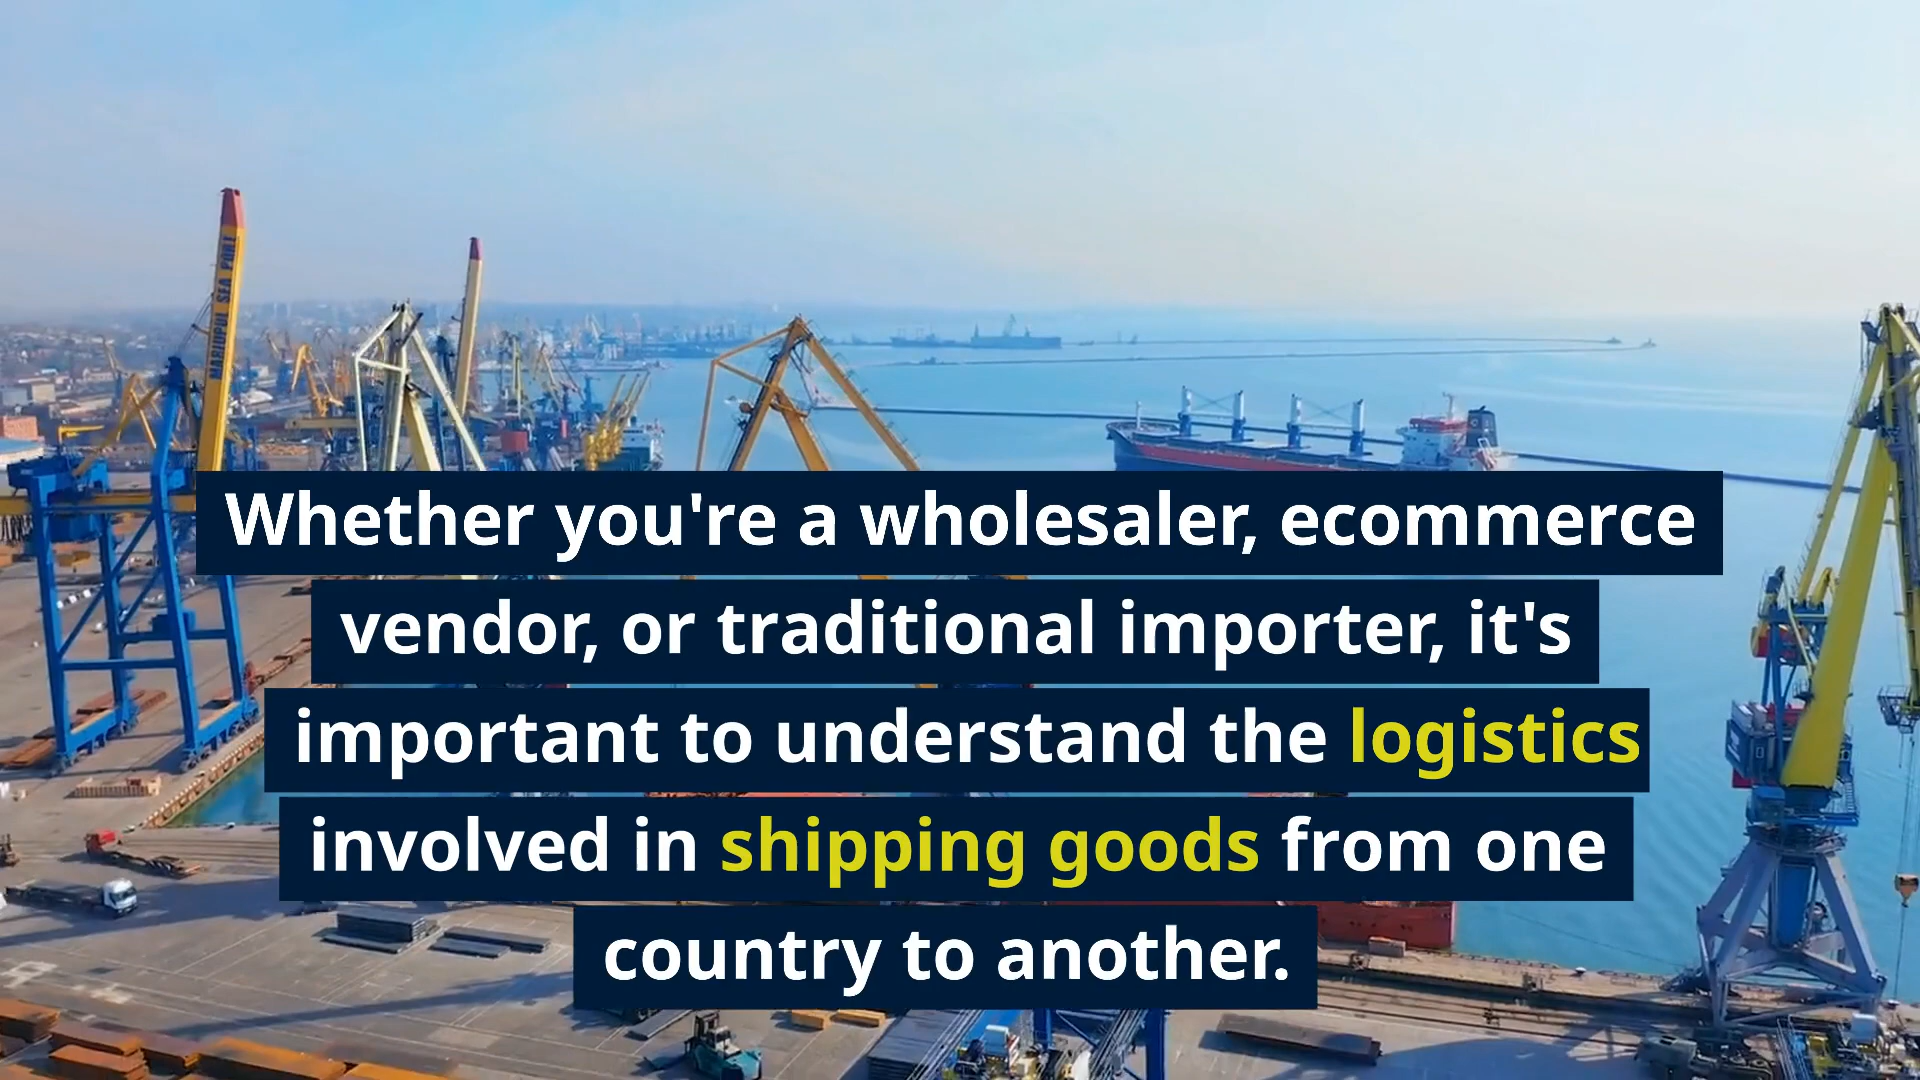 MARIUPOL SEA PORT
Whether you're a wholesaler, ecommerce
vendor, or traditional importer, it's
important to understand the logistics
involved in shipping goods from one
country to another.